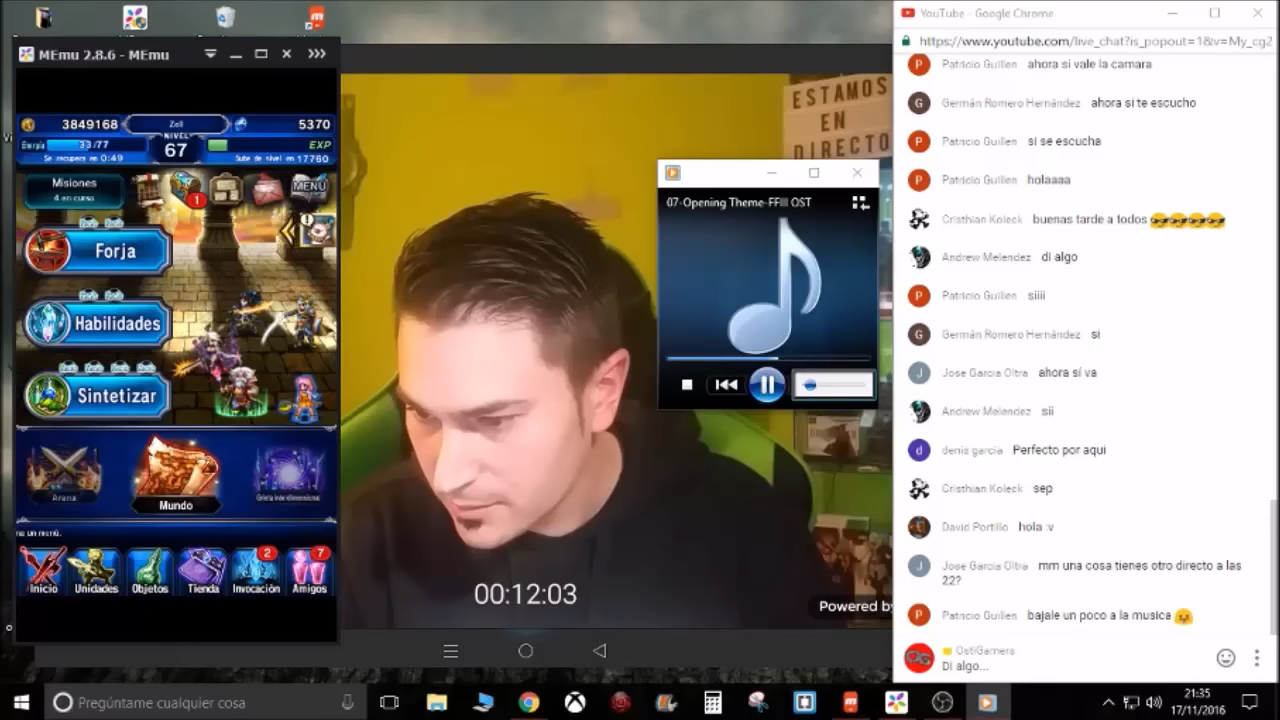 MEmu 2.8.6 - MEmu
3849168
Zell
5370
Energía
33/77
NIVEL
67
EXP
Se recupera en 0:49
Sube de nivel en 17760
Misiones
4 en curso
1
MENÚ
Forja
Habilidades
Sintetizar
Arena
Mundo
Grieta interdimensional
na un menú.
Inicio
Unidades
Objetos
Tienda
2
Invocación
7
Amigos
ESTAMOS
EN
DIRECTO
07-Opening Theme-FFIII OST
00:12:03
Powered by
YouTube - Google Chrome
https://www.youtube.com/live_chat?is_popout=1&v=My_cg2
Patricio Guillen ahora si vale la camara
Germán Romero Hernández ahora si te escucho
Patricio Guillen si se escucha
Patricio Guillen holaaaa
Cristhian Koleck buenas tarde a todos 😎😎😎😎😎
Andrew Melendez di algo
Patricio Guillen siiii
Germán Romero Hernández si
Jose Garcia Oltra ahora sí va
Andrew Melendez sii
denis garcia Perfecto por aqui
Cristhian Koleck sep
David Portillo hola :v
Jose Garcia Oltra mm una cosa tienes otro directo a las
22?
Patricio Guillen bajale un poco a la musica
OstiGamers
Di algo...
Pregúntame cualquier cosa
21:35
17/11/2016